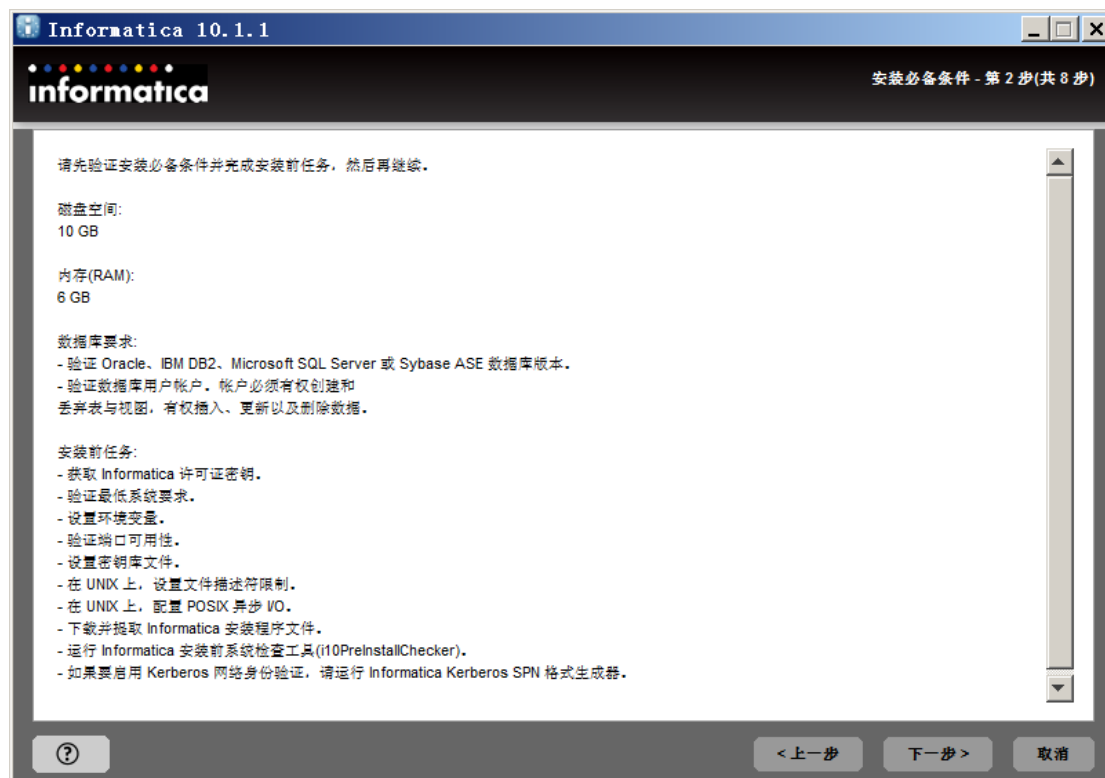 Informatica 10.1.1
informatica
安装必备条件 - 第 2 步(共 8 步)
请先验证安装必备条件并完成安装前任务，然后再继续。
磁盘空间:
10 GB
内存(RAM):
6 GB
数据库要求:
- 验证 Oracle、IBM DB2、Microsoft SQL Server 或 Sybase ASE 数据库版本。
- 验证数据库用户帐户。帐户必须有权创建和
丢弃表与视图，有权插入、更新以及删除数据。
安装前任务:
- 获取 Informatica 许可证密钥。
- 验证最低系统要求。
- 设置环境变量。
- 验证端口可用性。
- 设置密钥库文件。
- 在 UNIX 上，设置文件描述符限制。
- 在 UNIX 上，配置 POSIX 异步 I/O。
- 下载并提取 Informatica 安装程序文件。
- 运行 Informatica 安装前系统检查工具(i10PreInstallChecker)。
- 如果要启用 Kerberos 网络身份验证，请运行 Informatica Kerberos SPN 格式生成器。
?
< 上一步
下一步 >
取消